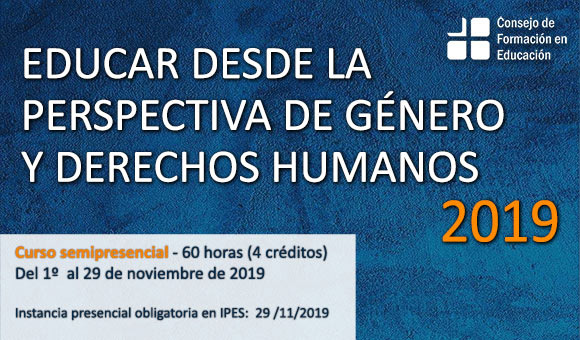 Consejo de
Formación en
Educación
EDUCAR DESDE LA
PERSPECTIVA DE GÉNERO
Y DERECHOS HUMANOS
2019
Curso semipresencial - 60 horas (4 créditos)
Del 1º al 29 de noviembre de 2019
Instancia presencial obligatoria en IPES: 29 /11/2019